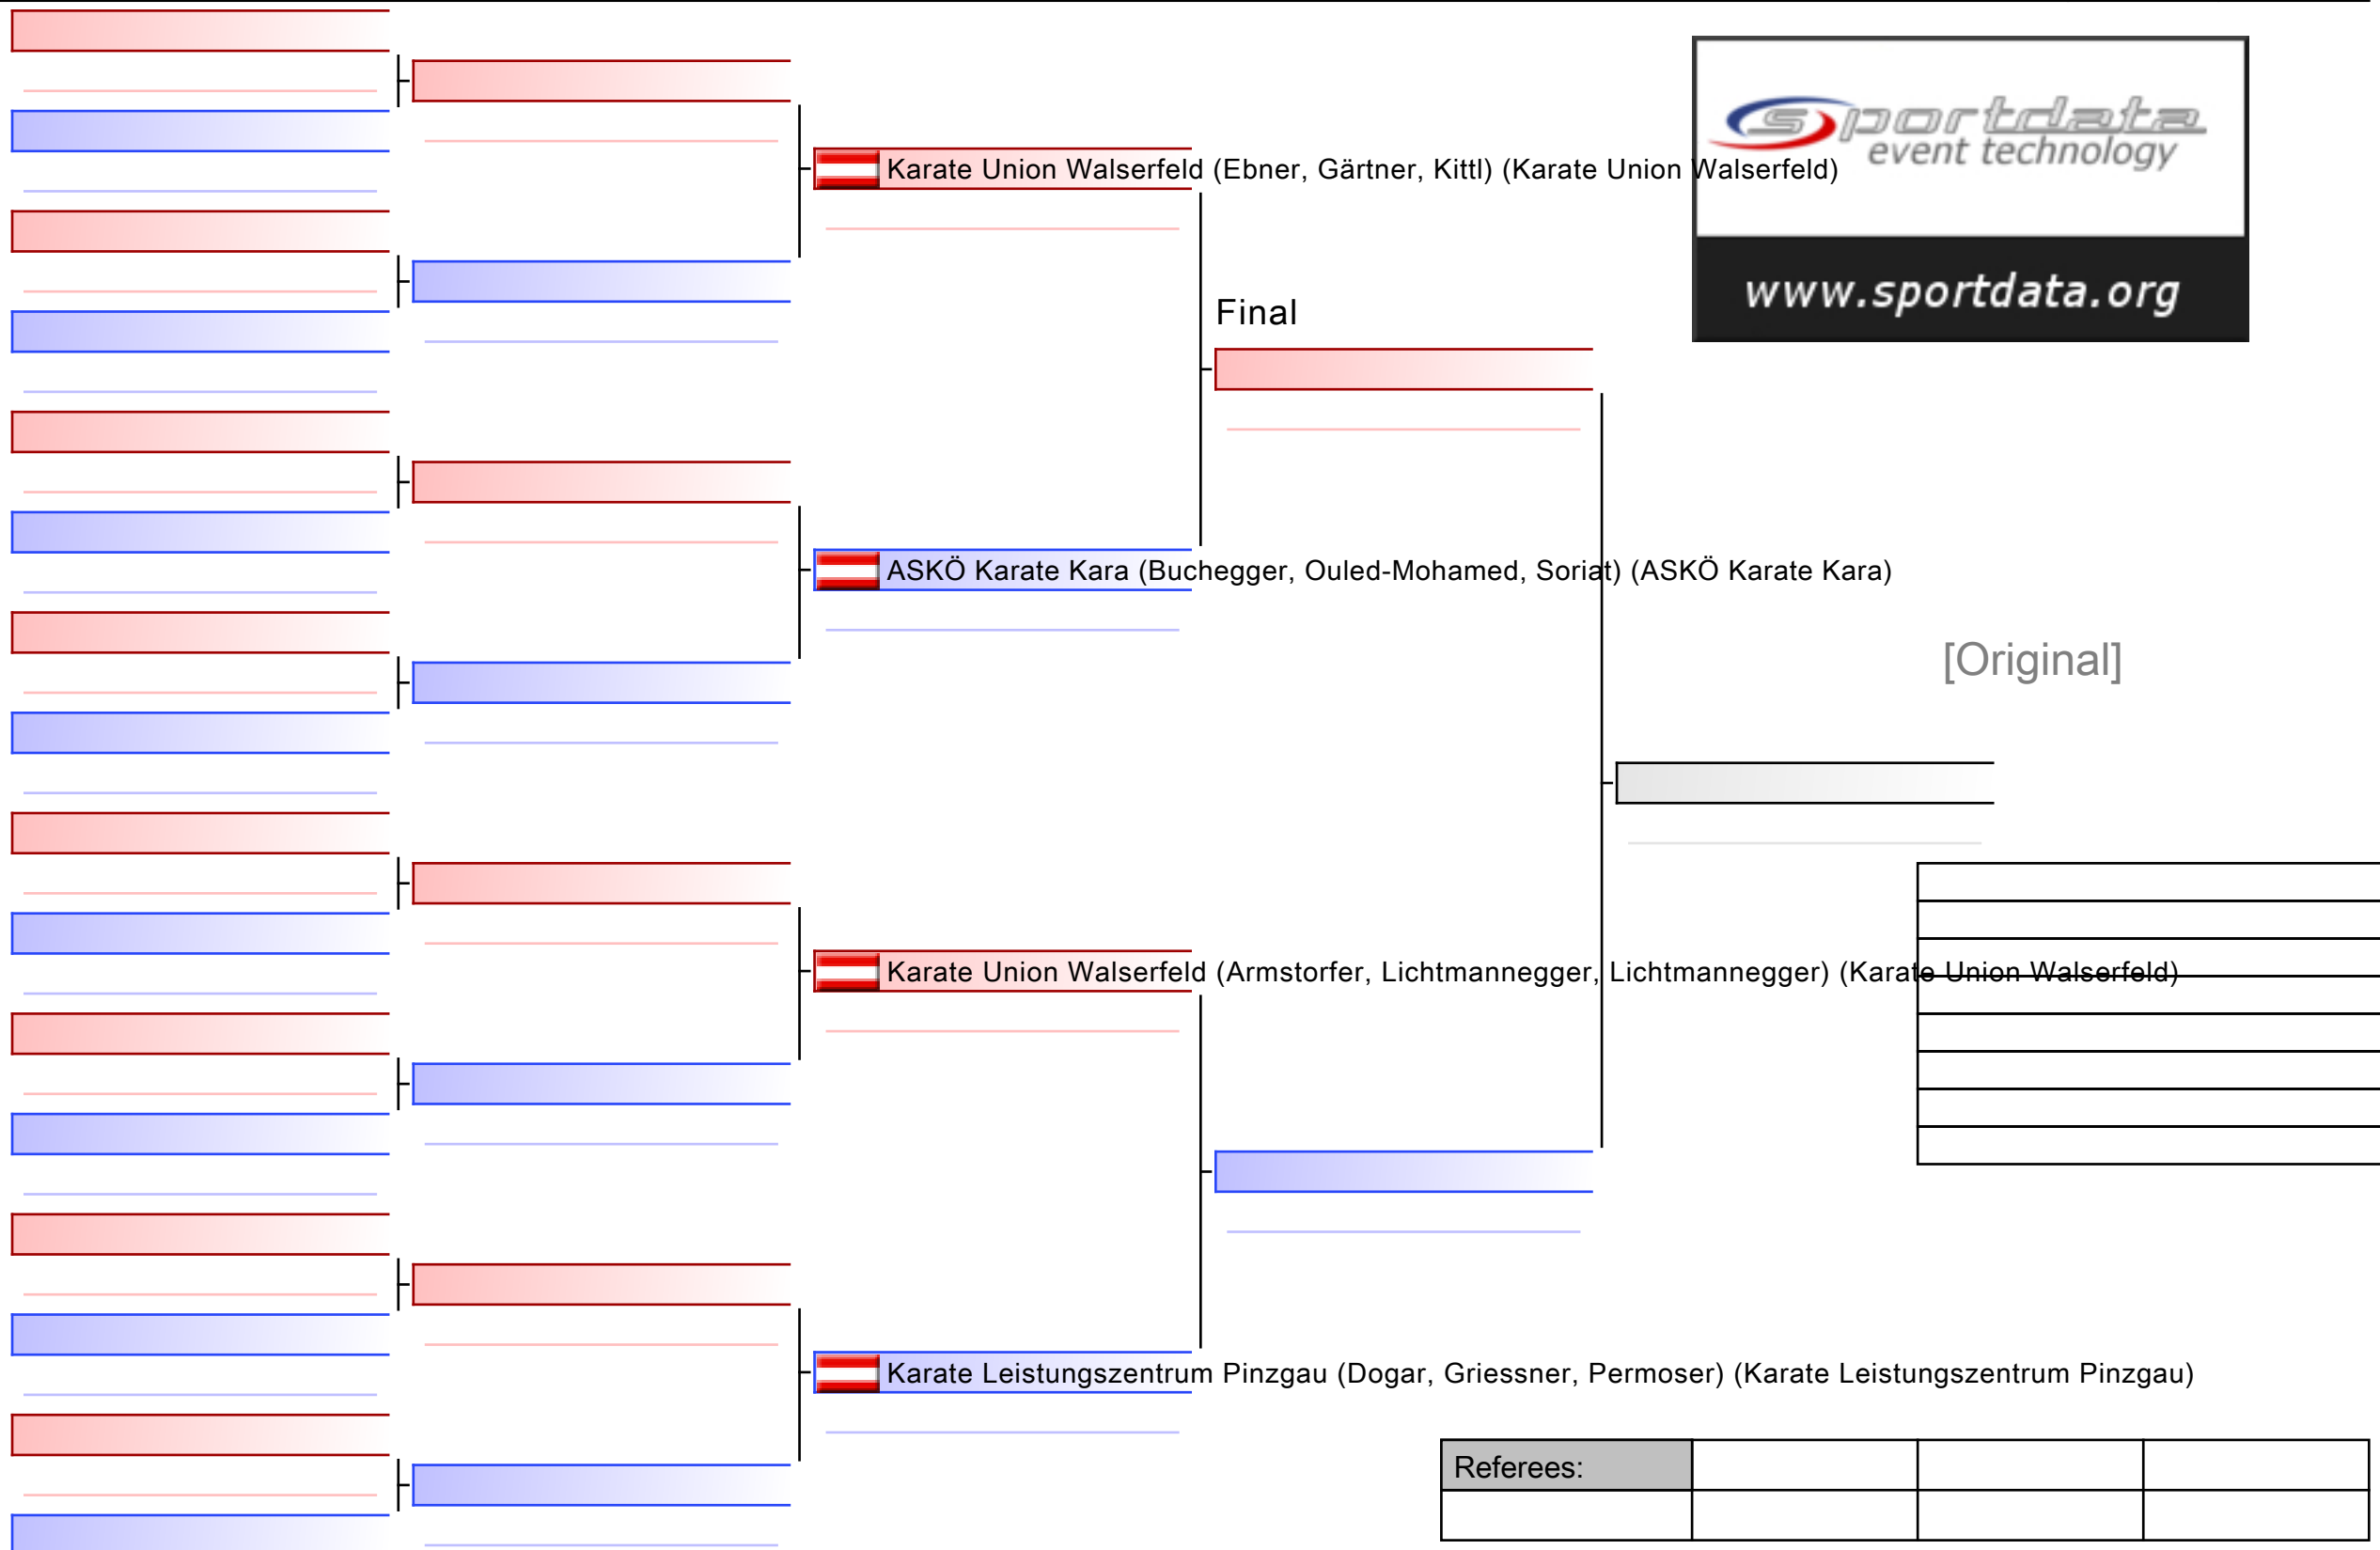 sportdata
event technology
Karate Union Walserfeld (Ebner, Gärtner, Kittl) (Karate Union Walserfeld)
www.sportdata.org
Final
ASKÖ Karate Kara (Buchegger, Ouled-Mohamed, Soriat) (ASKÖ Karate Kara)
[Original]
Karate Union Walserfeld (Armstorfer, Lichtmannegger, Lichtmannegger) (Karate Union Walserfeld)
Karate Leistungszentrum Pinzgau (Dogar, Griessner, Permoser) (Karate Leistungszentrum Pinzgau)
Referees: